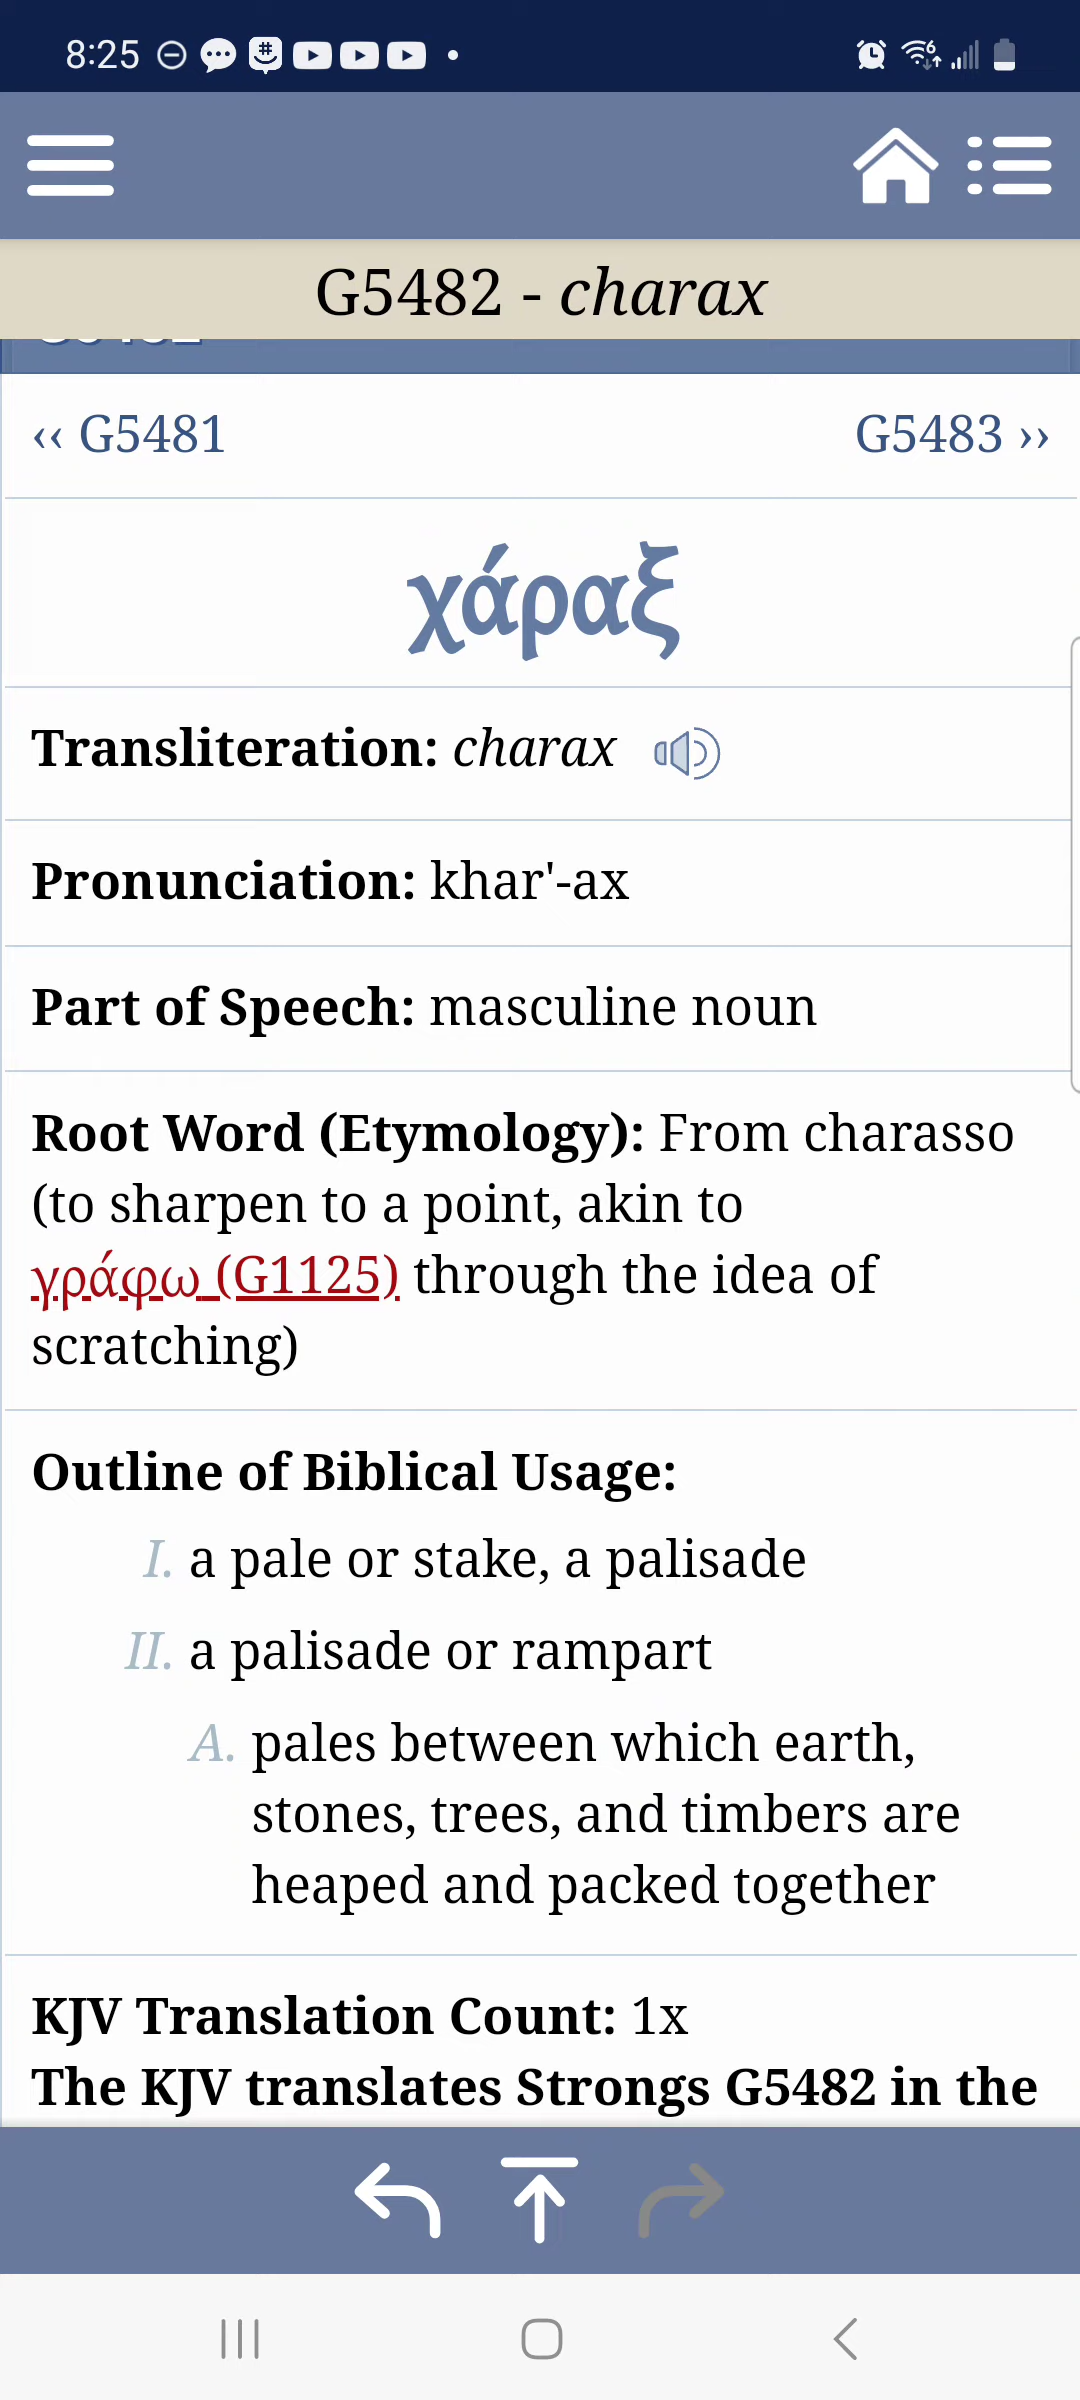 8:25
G5482 - charax
‹‹ G5481
G5483 ››
χάραξ
Transliteration: charax
Pronunciation: khar'-ax
Part of Speech: masculine noun
Root Word (Etymology): From charasso
(to sharpen to a point, akin to
γράφω (G1125) through the idea of
scratching)
Outline of Biblical Usage:
I. a pale or stake, a palisade
II. a palisade or rampart
A. pales between which earth,
stones, trees, and timbers are
heaped and packed together
KJV Translation Count: 1x
The KJV translates Strongs G5482 in the